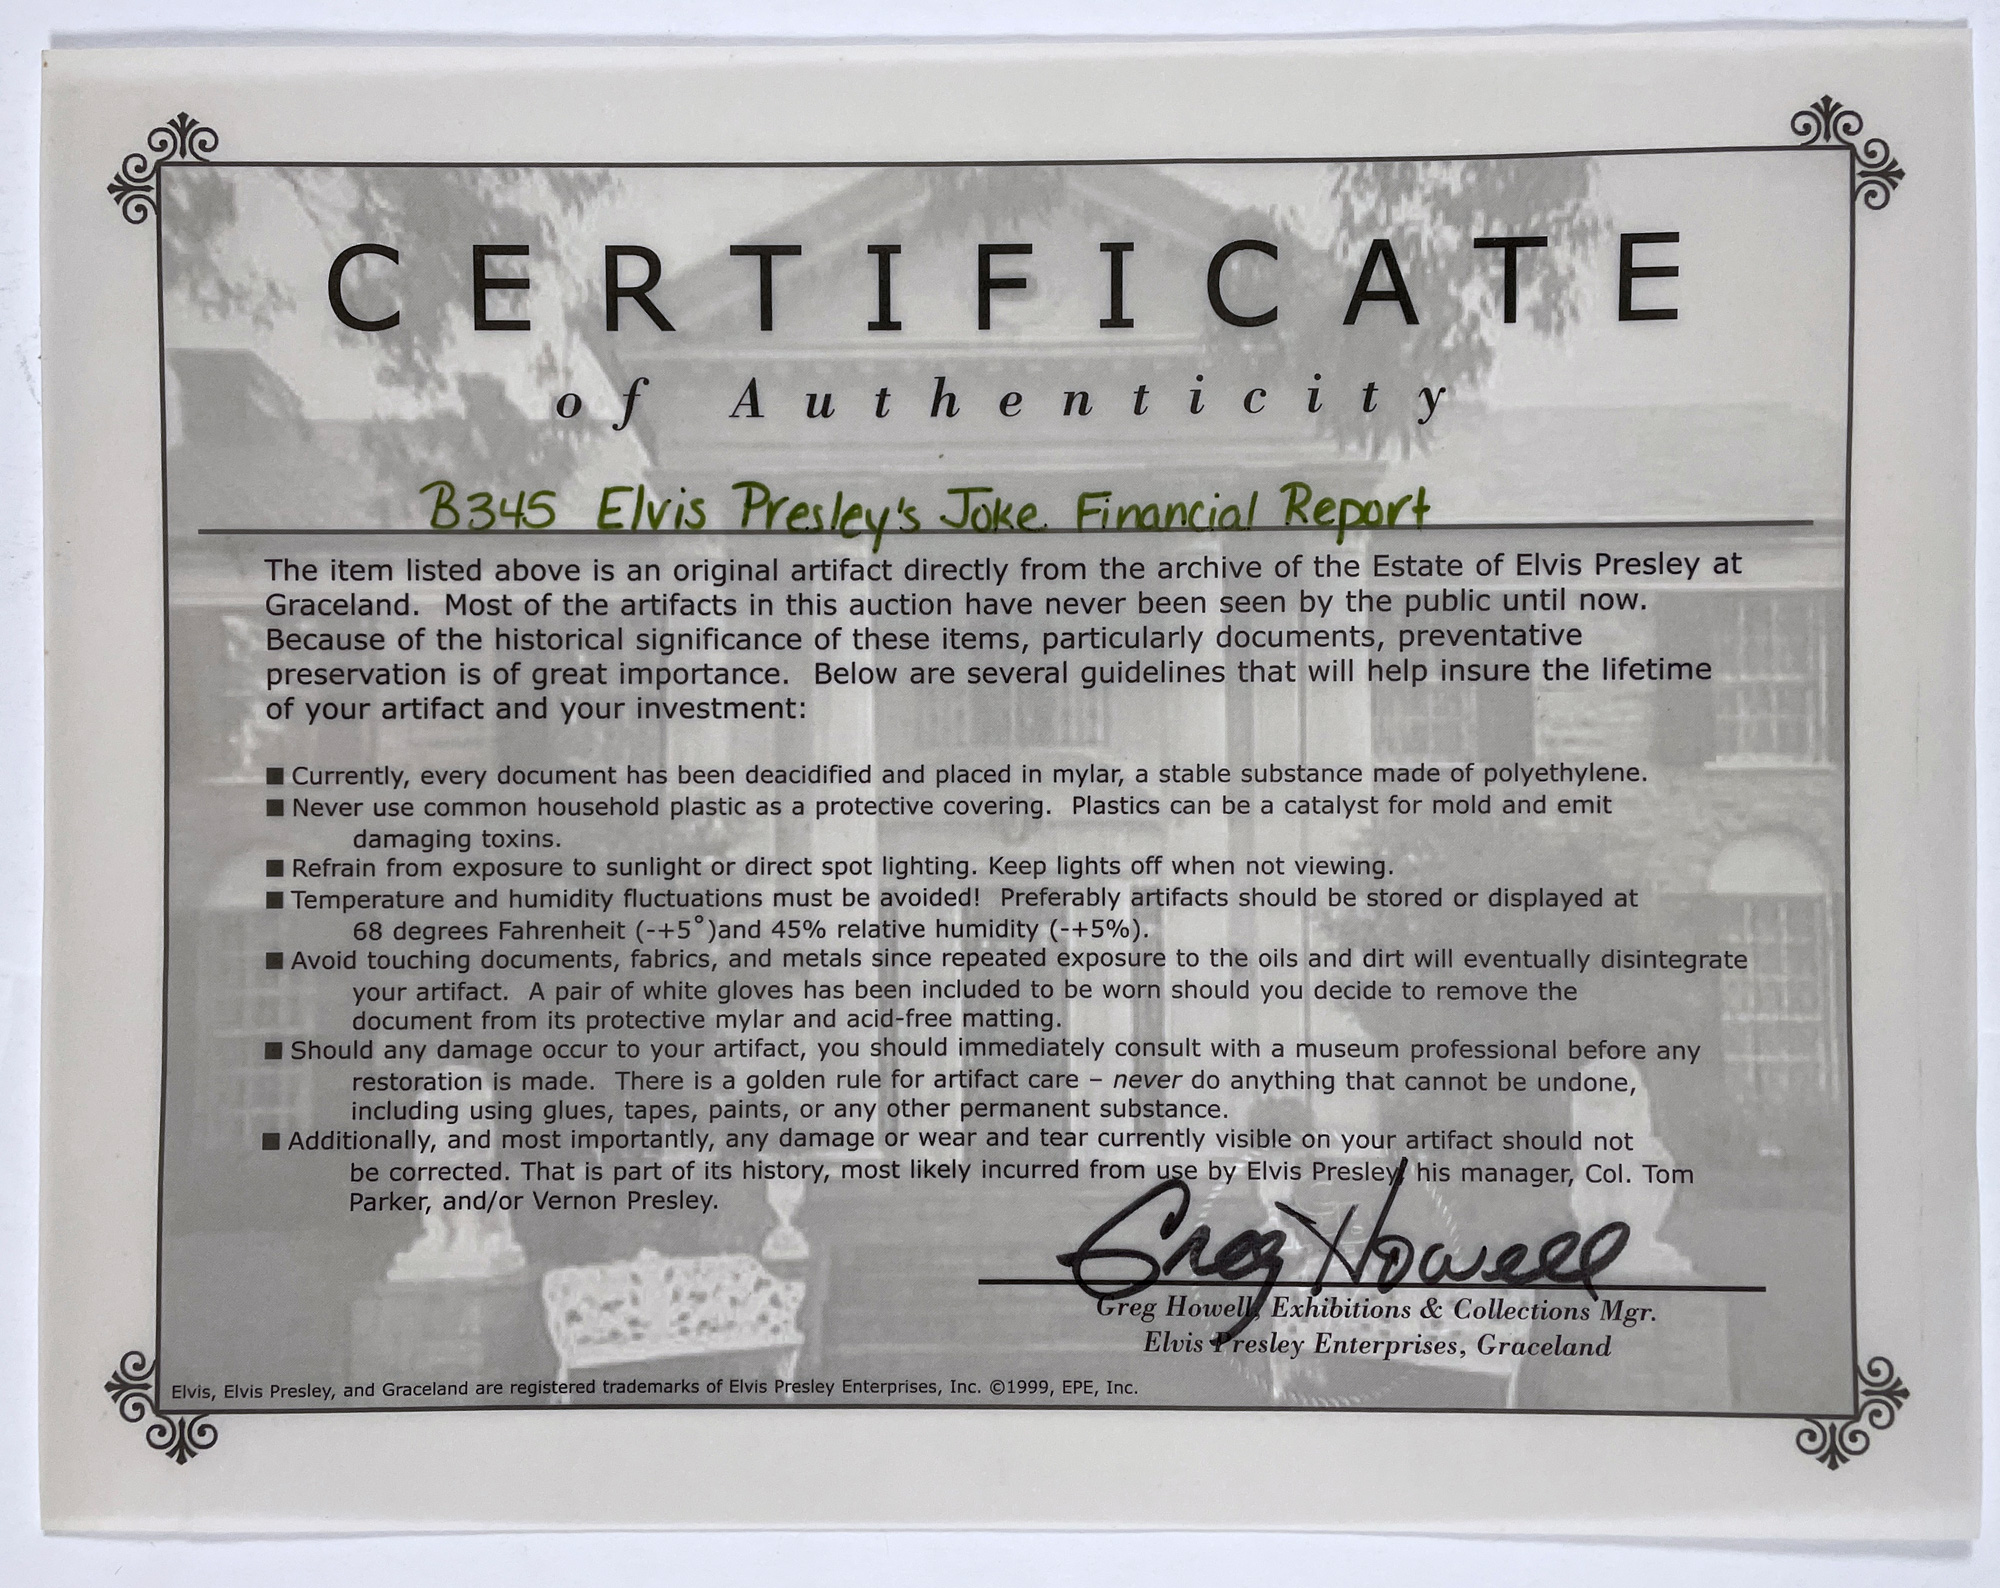 CERTIFICATE
of Authenticity
B345 Elvis Presley's Joke Financial Report
The item listed above is an original artifact directly from the archive of the Estate of Elvis Presley at
Graceland. Most of the artifacts in this auction have never been seen by the public until now.
Because of the historical significance of these items, particularly documents, preventative
preservation is of great importance. Below are several guidelines that will help insure the lifetime
of your artifact and your investment:
■ Currently, every document has been deacidified and placed in mylar, a stable substance made of polyethylene.
■ Never use common household plastic as a protective covering. Plastics can be a catalyst for mold and emit
damaging toxins.
■ Refrain from exposure to sunlight or direct spot lighting. Keep lights off when not viewing.
■ Temperature and humidity fluctuations must be avoided! Preferably artifacts should be stored or displayed at
68 degrees Fahrenheit (-+5°)and 45% relative humidity (-+5%).
■ Avoid touching documents, fabrics, and metals since repeated exposure to the oils and dirt will eventually disintegrate
your artifact. A pair of white gloves has been included to be worn should you decide to remove the
document from its protective mylar and acid-free matting.
■ Should any damage occur to your artifact, you should immediately consult with a museum professional before any
restoration is made. There is a golden rule for artifact care – never do anything that cannot be undone,
including using glues, tapes, paints, or any other permanent substance.
■ Additionally, and most importantly, any damage or wear and tear currently visible on your artifact should not
be corrected. That is part of its history, most likely incurred from use by Elvis Presley, his manager, Col. Tom
Parker, and/or Vernon Presley.
Greg Howell
Greg Howell, Exhibitions & Collections Mgr.
Elvis Presley Enterprises, Graceland
Elvis, Elvis Presley, and Graceland are registered trademarks of Elvis Presley Enterprises, Inc. ©1999, EPE, Inc.